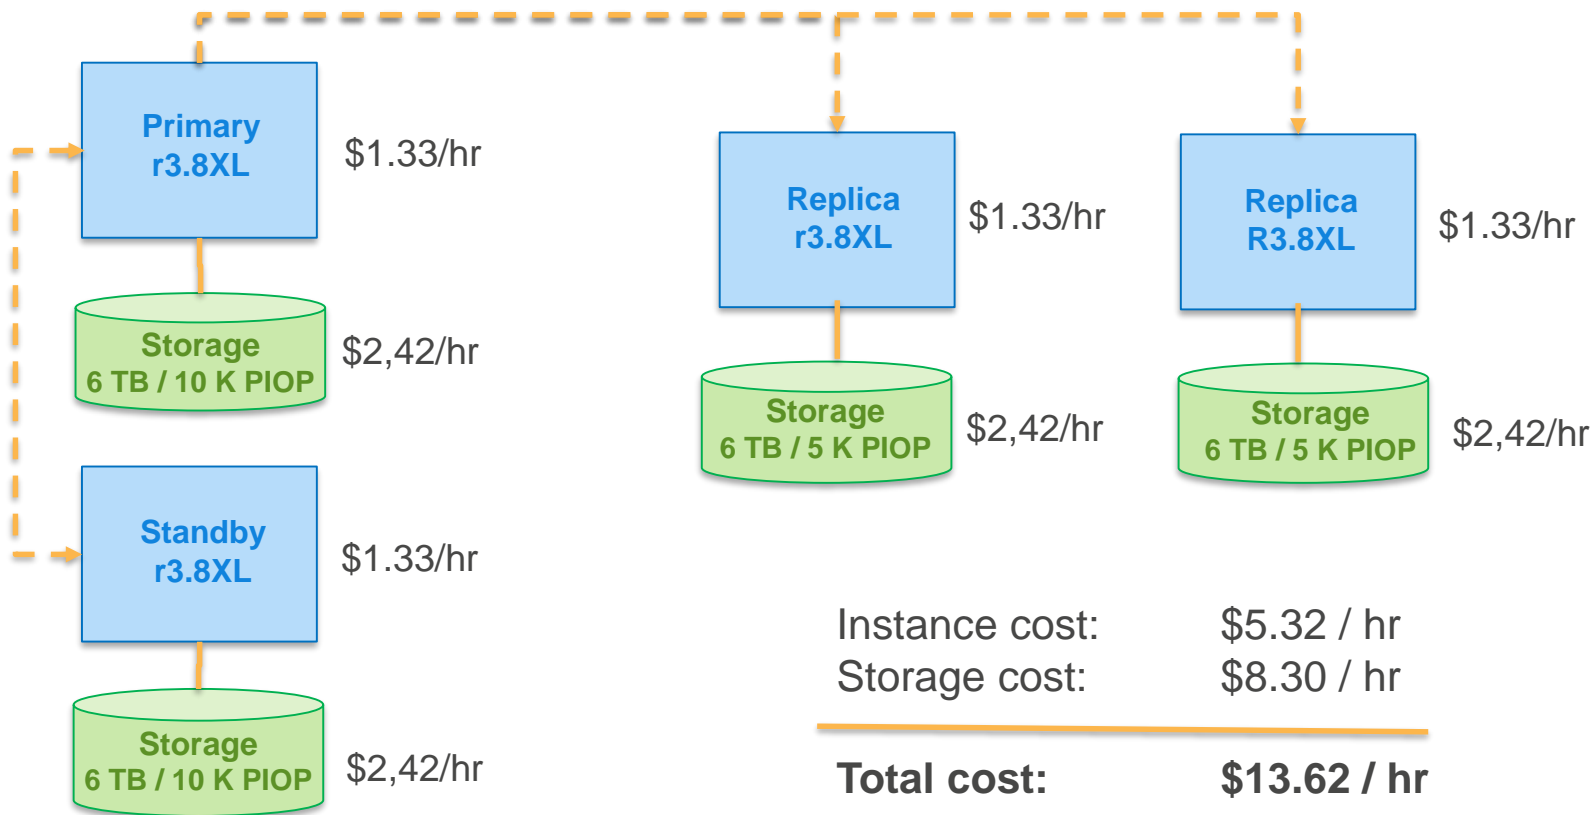 Primary
r3.8XL
$1.33/hr
Storage
6 TB / 10 K PIOP
$2,42/hr
Standby
r3.8XL
$1.33/hr
Storage
6 TB / 10 K PIOP
$2,42/hr
Replica
r3.8XL
$1.33/hr
Storage
6 TB / 5 K PIOP
$2,42/hr
Replica
R3.8XL
$1.33/hr
Storage
6 TB / 5 K PIOP
$2,42/hr
Instance cost: $5.32 / hr
Storage cost: $8.30 / hr
Total cost: $13.62 / hr